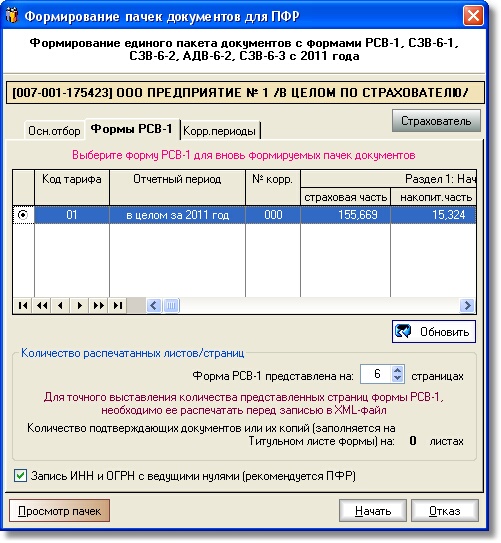 Формирование пачек документов для ПФР
Формирование единого пакета документов с формами РСВ-1, СЗВ-6-1,
СЗВ-6-2, АДВ-6-2, СЗВ-6-3 с 2011 года
[007-001-175423] ООО ПРЕДПРИЯТИЕ № 1 /В ЦЕЛОМ ПО СТРАХОВАТЕЛЮ/
Страхователь
Осн.отбор Формы РСВ-1 Корр.периоды
Выберите форму РСВ-1 для вновь формируемых пачек документов
Код тарифа Отчетный период № корр. Раздел 1: Нач
страховая часть накопит.часть
01 в целом за 2011 год 000 155,669 15,324
Обновить
Количество распечатанных листов/страниц
Форма РСВ-1 представлена на: 6 страницах
Для точного выставления количества представленных страниц формы РСВ-1,
необходимо ее распечатать перед записью в XML-файл
Количество подтверждающих документов или их копий (заполняется на
Титульном листе формы) на: 0 листах
Запись ИНН и ОГРН с ведущими нулями (рекомендуется ПФР)
Просмотр пачек Начать Отказ